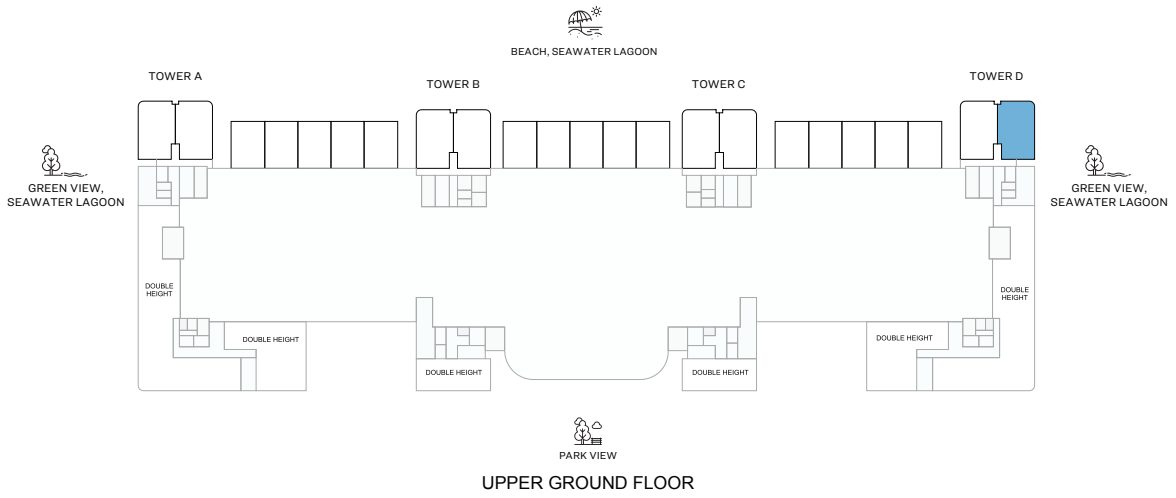 BEACH, SEAWATER LAGOON
TOWER A
TOWER B
TOWER C
TOWER D
GREEN VIEW,
SEAWATER LAGOON
GREEN VIEW,
SEAWATER LAGOON
DOUBLE
HEIGHT
DOUBLE
HEIGHT
DOUBLE HEIGHT
DOUBLE HEIGHT
DOUBLE HEIGHT
DOUBLE HEIGHT
PARK VIEW
UPPER GROUND FLOOR